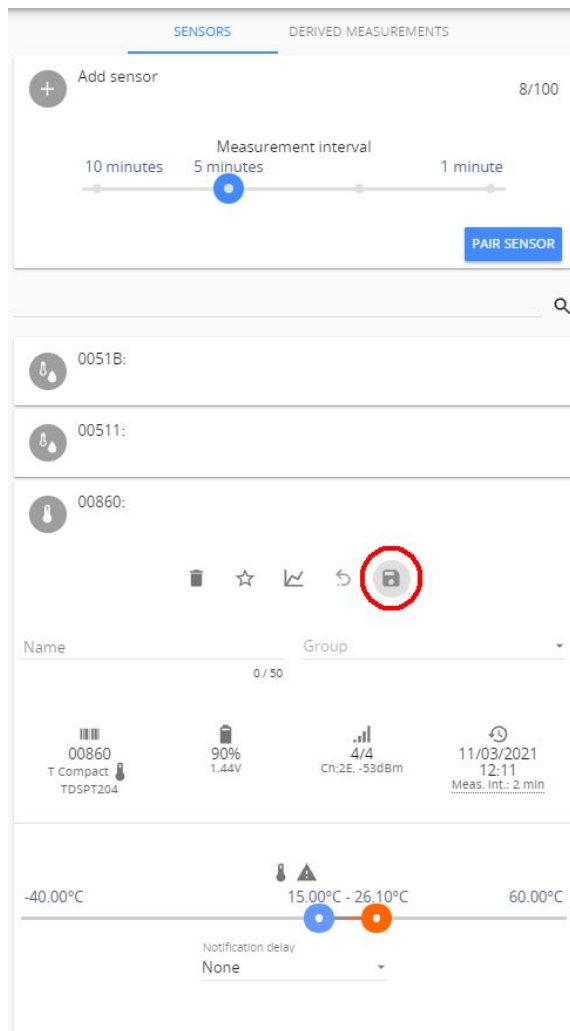 SENSORS DERIVED MEASUREMENTS
Add sensor
8/100
Measurement interval
10 minutes 5 minutes 1 minute
PAIR SENSOR
0051B:
00511:
00860:
Name Group
0 / 50
00860 90% 4/4 11/03/2021
T Compact 1.44V Ch:2E, -53dBm 12:11
TDSPT204 Meas. Int.: 2 min
-40.00°C 15.00°C - 26.10°C 60.00°C
Notification delay
None